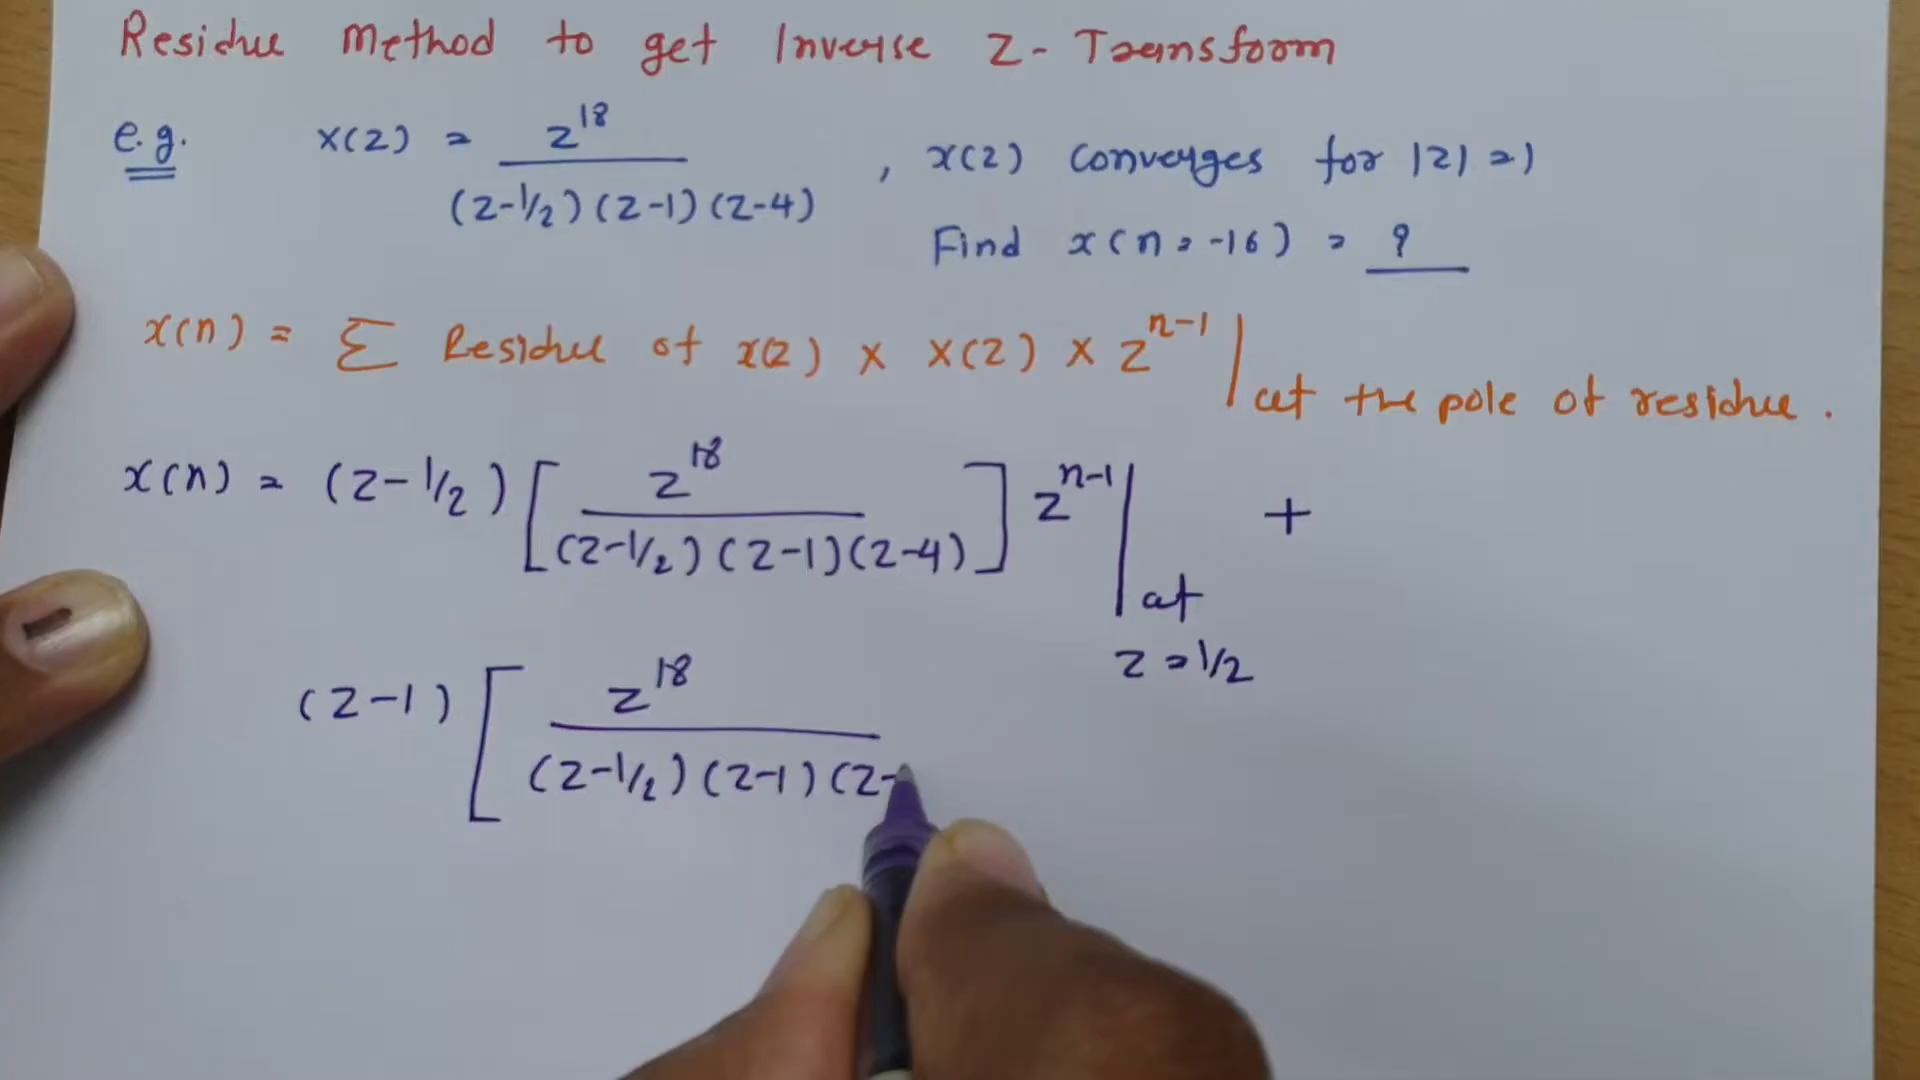 Residue Method to get Inverse Z-Transform
e.g. x(z) = z^18 / (z-1/2)(z-1)(z-4) , x(z) converges for |z| = 1
Find x(n = -16) = ?
x(n) = Σ Residue of x(z) × x(z) × z^n-1 | at the pole of residue.
x(n) = (z-1/2) [ z^18 / (z-1/2)(z-1)(z-4) ] z^n-1 | at z = 1/2 +
(z-1) [ z^18 / (z-1/2)(z-1)(z-